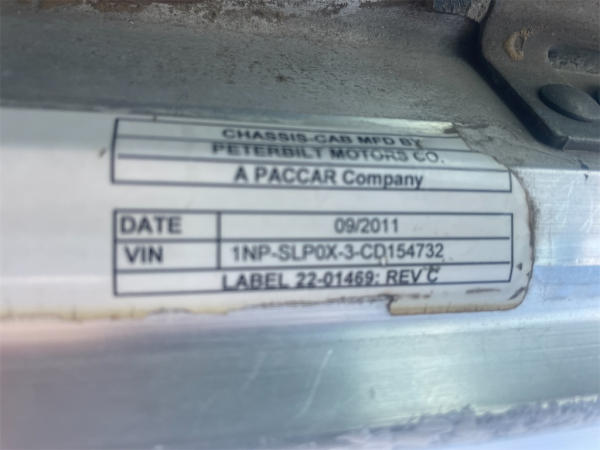 CHASSIS-CAB MFD BY
PETERBILT MOTORS CO.
A PACCAR Company
DATE 09/2011
VIN 1NP-SLP0X-3-CD154732
LABEL 22-01469: REV C